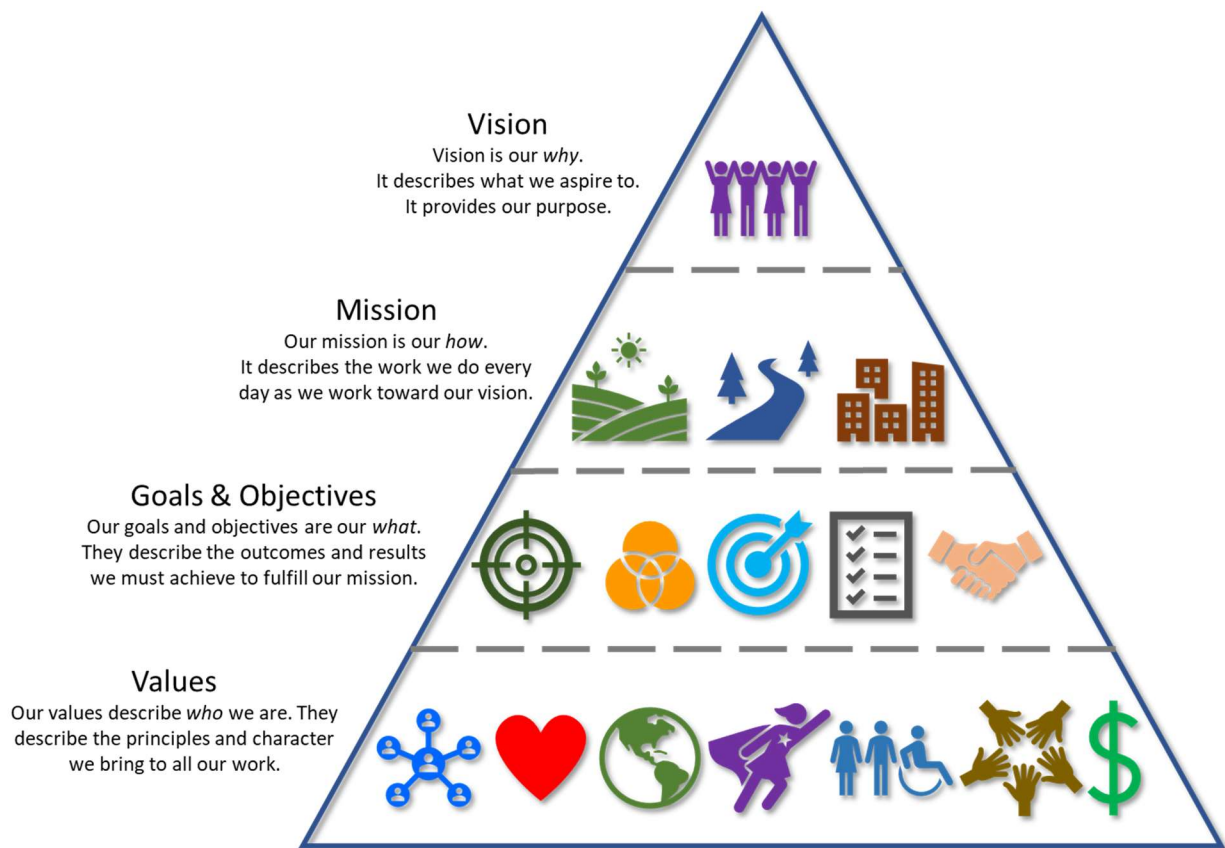 Vision
Vision is our why.
It describes what we aspire to.
It provides our purpose.
Mission
Our mission is our how.
It describes the work we do every
day as we work toward our vision.
Goals & Objectives
Our goals and objectives are our what.
They describe the outcomes and results
we must achieve to fulfill our mission.
Values
Our values describe who we are. They
describe the principles and character
we bring to all our work.
$